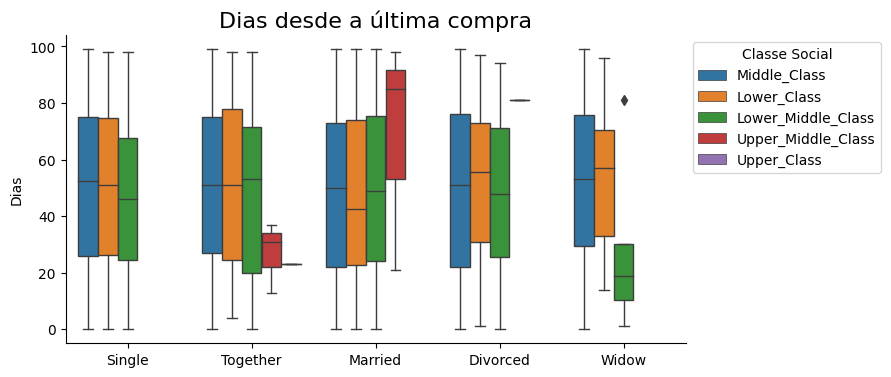 Dias desde a última compra
Dias
100
80
60
40
20
0
Single
Together
Married
Divorced
Widow
Classe Social
Middle_Class
Lower_Class
Lower_Middle_Class
Upper_Middle_Class
Upper_Class